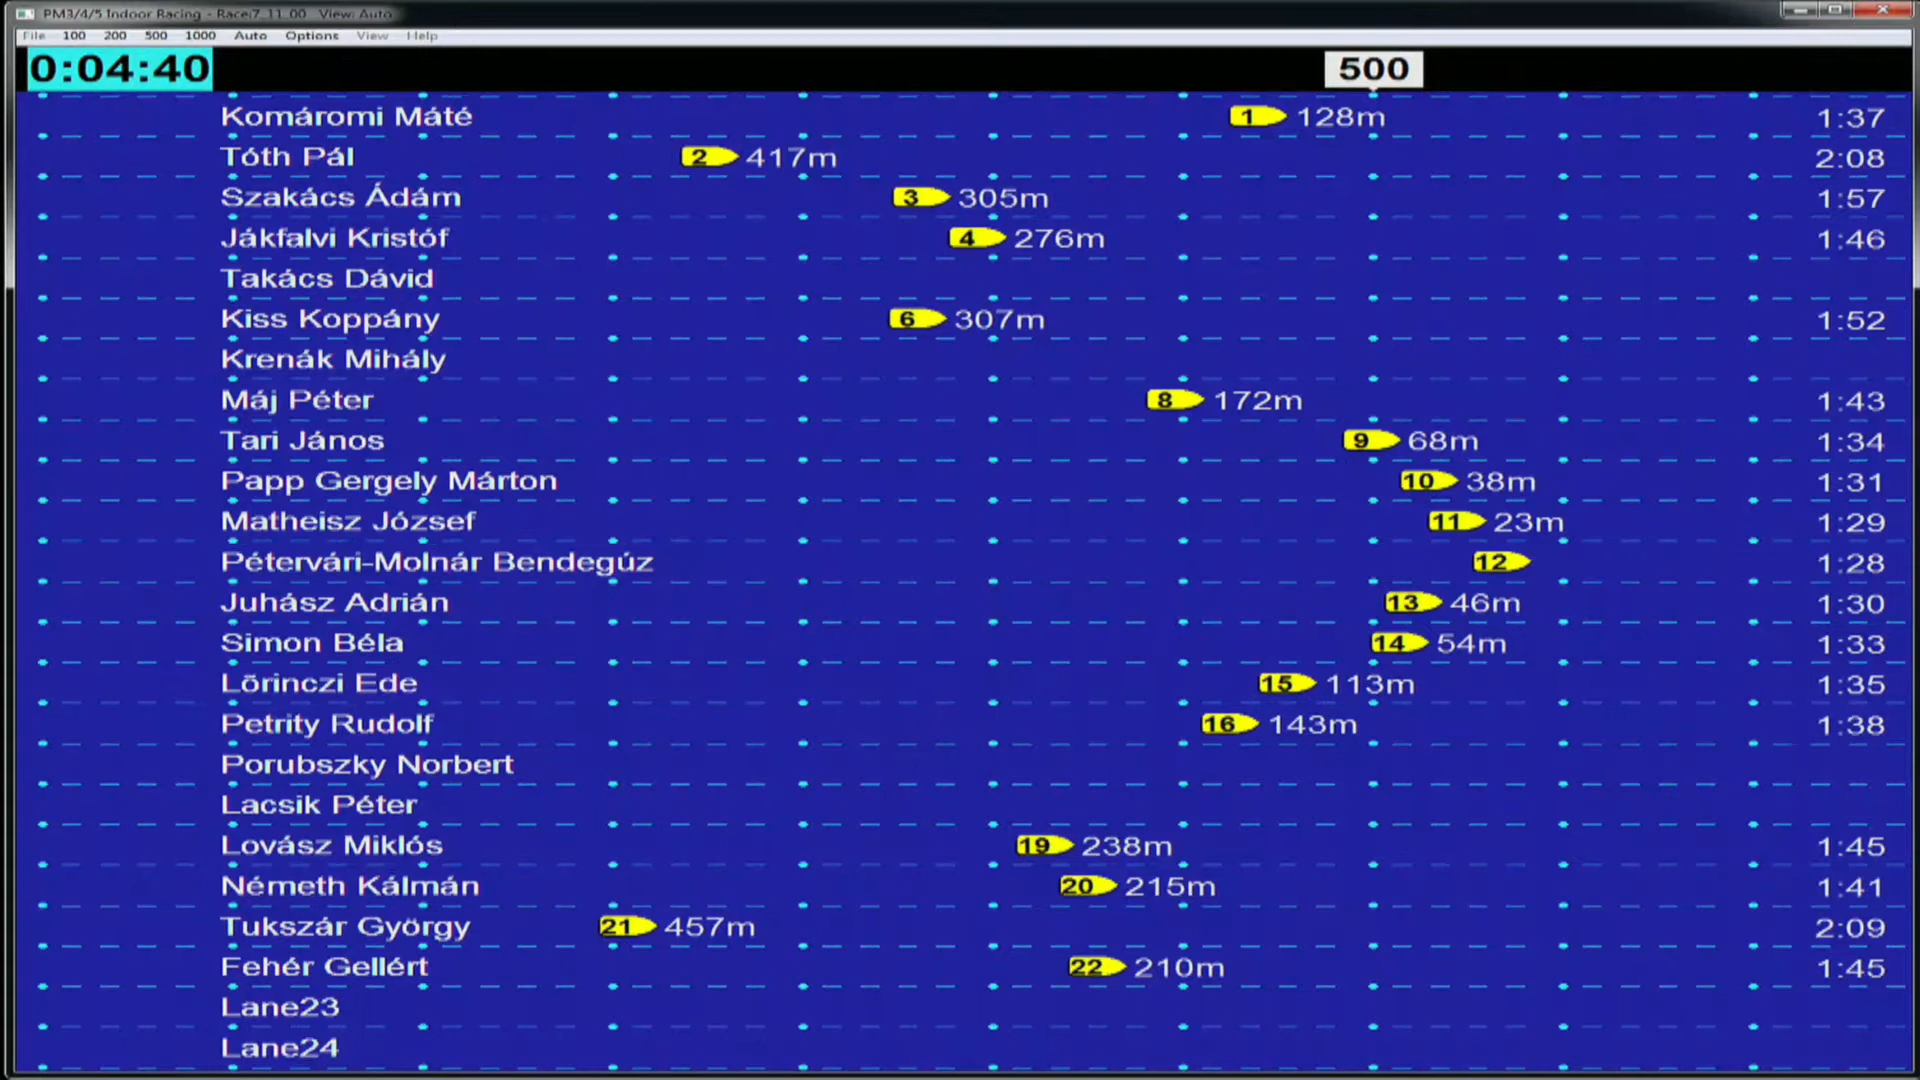 PM3/4/5 Indoor Racing - Race:7_11_00 View: Auto
File 100 200 500 1000 Auto Options View Help
0:04:40 500
Komáromi Máté 1 128m 1:37
Tóth Pál 2 417m 2:08
Szakács Ádám 3 305m 1:57
Jákfalvi Kristóf 4 276m 1:46
Takács Dávid
Kiss Koppány 6 307m 1:52
Krenák Mihály
Máj Péter 8 172m 1:43
Tari János 9 68m 1:34
Papp Gergely Márton 10 38m 1:31
Matheisz József 11 23m 1:29
Pétervári-Molnár Bendegúz 12 1:28
Juhász Adrián 13 46m 1:30
Simon Béla 14 54m 1:33
Lõrinczi Ede 15 113m 1:35
Petrity Rudolf 16 143m 1:38
Porubszky Norbert
Lacsik Péter
Lovász Miklós 19 238m 1:45
Németh Kálmán 20 215m 1:41
Tukszár György 21 457m 2:09
Fehér Gellért 22 210m 1:45
Lane23
Lane24